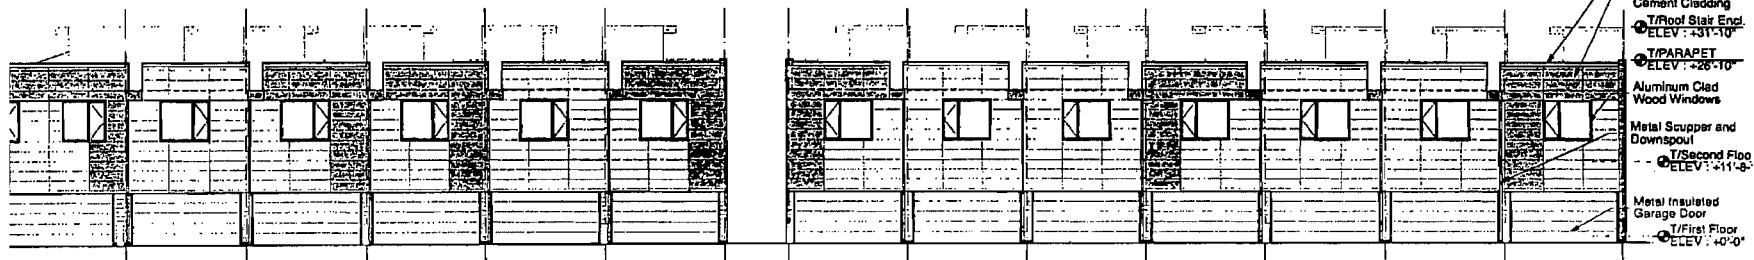 Cement Cladding
T/Roof Stair Encl.
ELEV : +31'-10"
T/PARAPET
ELEV : +26'-10"
Aluminum Clad
Wood Windows
Metal Scupper and
Downspout
T/Second Floo
ELEV : +11'-8-
Metal Insulated
Garage Door
T/First Floor
ELEV : +0'-0"